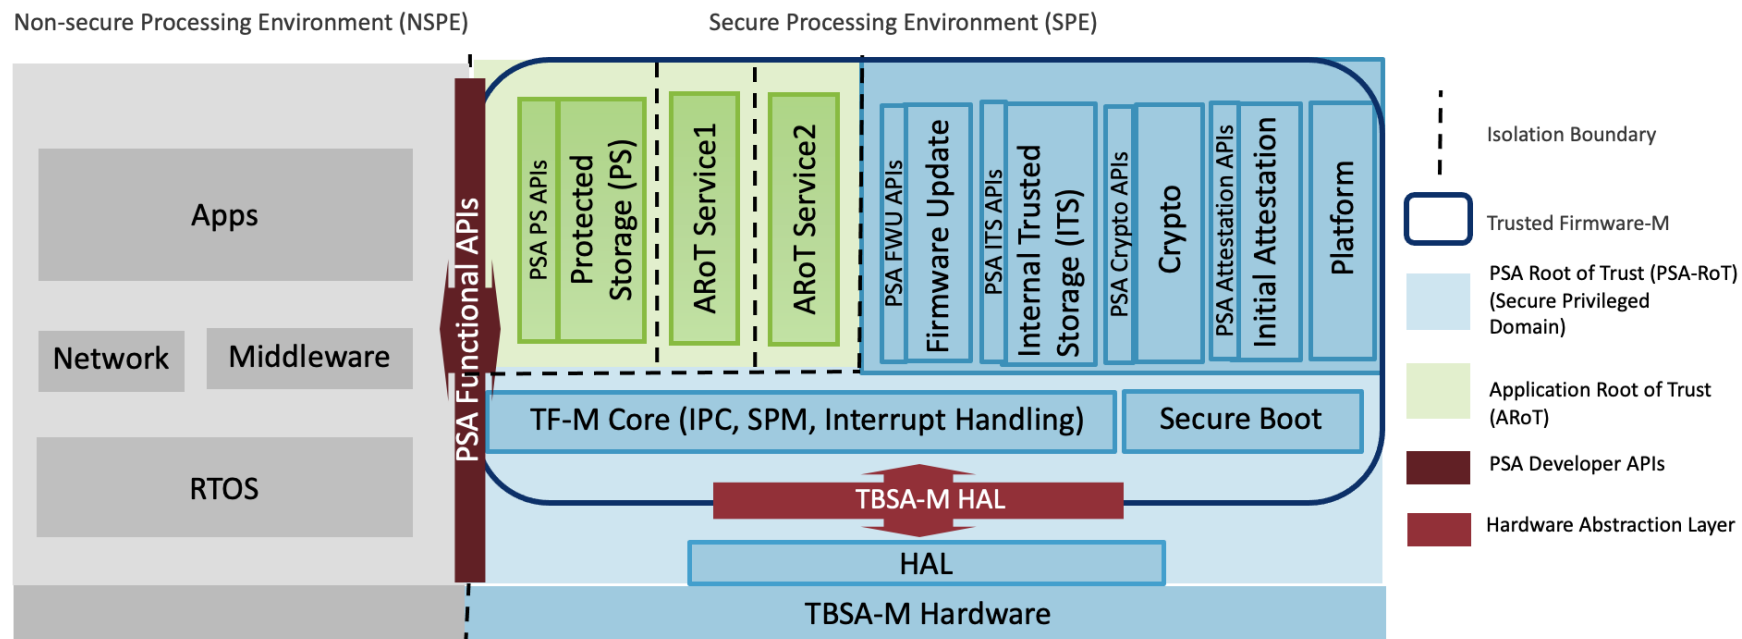 Non-secure Processing Environment (NSPE)
Secure Processing Environment (SPE)
Apps
Network
Middleware
RTOS
PSA Functional APIs
PSA PS APIs
Protected
Storage (PS)
ARoT Service1
ARoT Service2
PSA FWU APIs
Firmware Update
PSA ITS APIs
Internal Trusted
Storage (ITS)
PSA Crypto APIs
Crypto
PSA Attestation APIs
Initial Attestation
Platform
TF-M Core (IPC, SPM, Interrupt Handling)
Secure Boot
TBSA-M HAL
HAL
TBSA-M Hardware
Isolation Boundary
Trusted Firmware-M
PSA Root of Trust (PSA-RoT)
(Secure Privileged
Domain)
Application Root of Trust
(ARoT)
PSA Developer APIs
Hardware Abstraction Layer